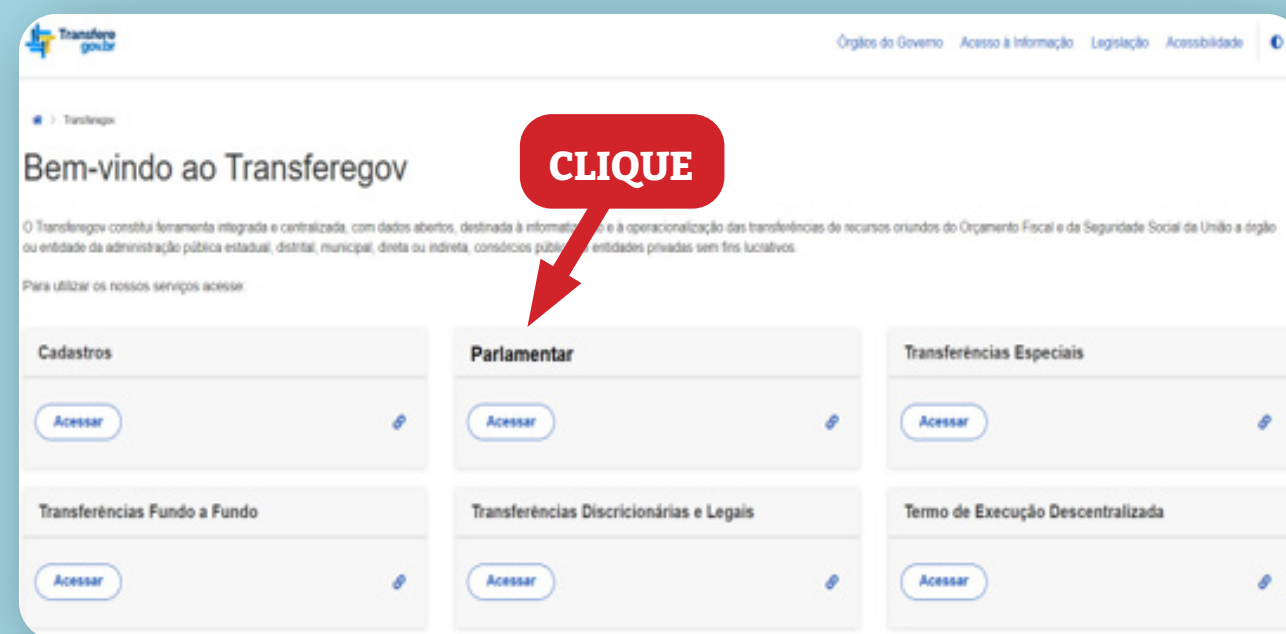 Transfere
gov.br
Órgãos do Governo Acesso à Informação Legislação Acessibilidade
> Transferegov
Bem-vindo ao Transferegov
CLIQUE
O Transferegov constitui ferramenta integrada e centralizada, com dados abertos, destinada à informati o e à operacionalização das transferências de recursos oriundos do Orçamento Fiscal e da Seguridade Social da União a órgão
ou entidade da administração pública estadual, distrital, municipal, direta ou indireta, consórcios públi entidades privadas sem fins lucrativos.
Para utilizar os nossos serviços acesse:
Cadastros Parlamentar Transferências Especiais
Acessar Acessar Acessar
Transferências Fundo a Fundo Transferências Discricionárias e Legais Termo de Execução Descentralizada
Acessar Acessar Acessar